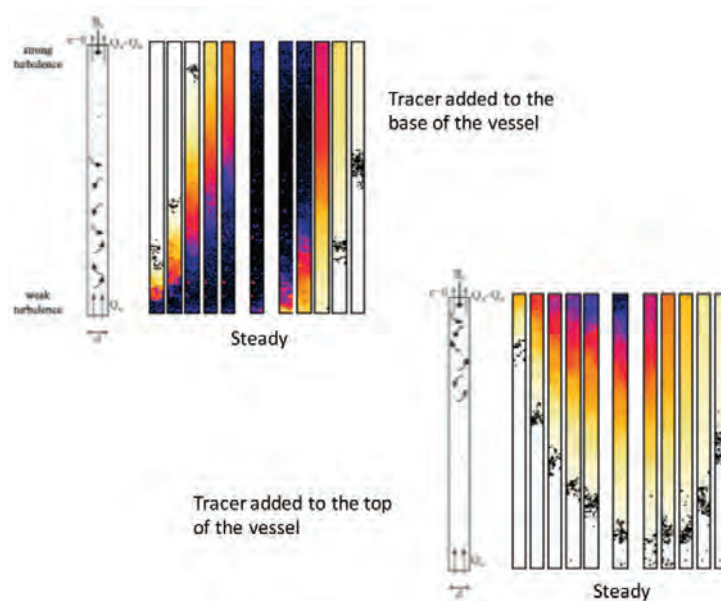 strong
turbulence
weak
turbulence
Tracer added to the
base of the vessel
Steady
Tracer added to the top
of the vessel
Steady